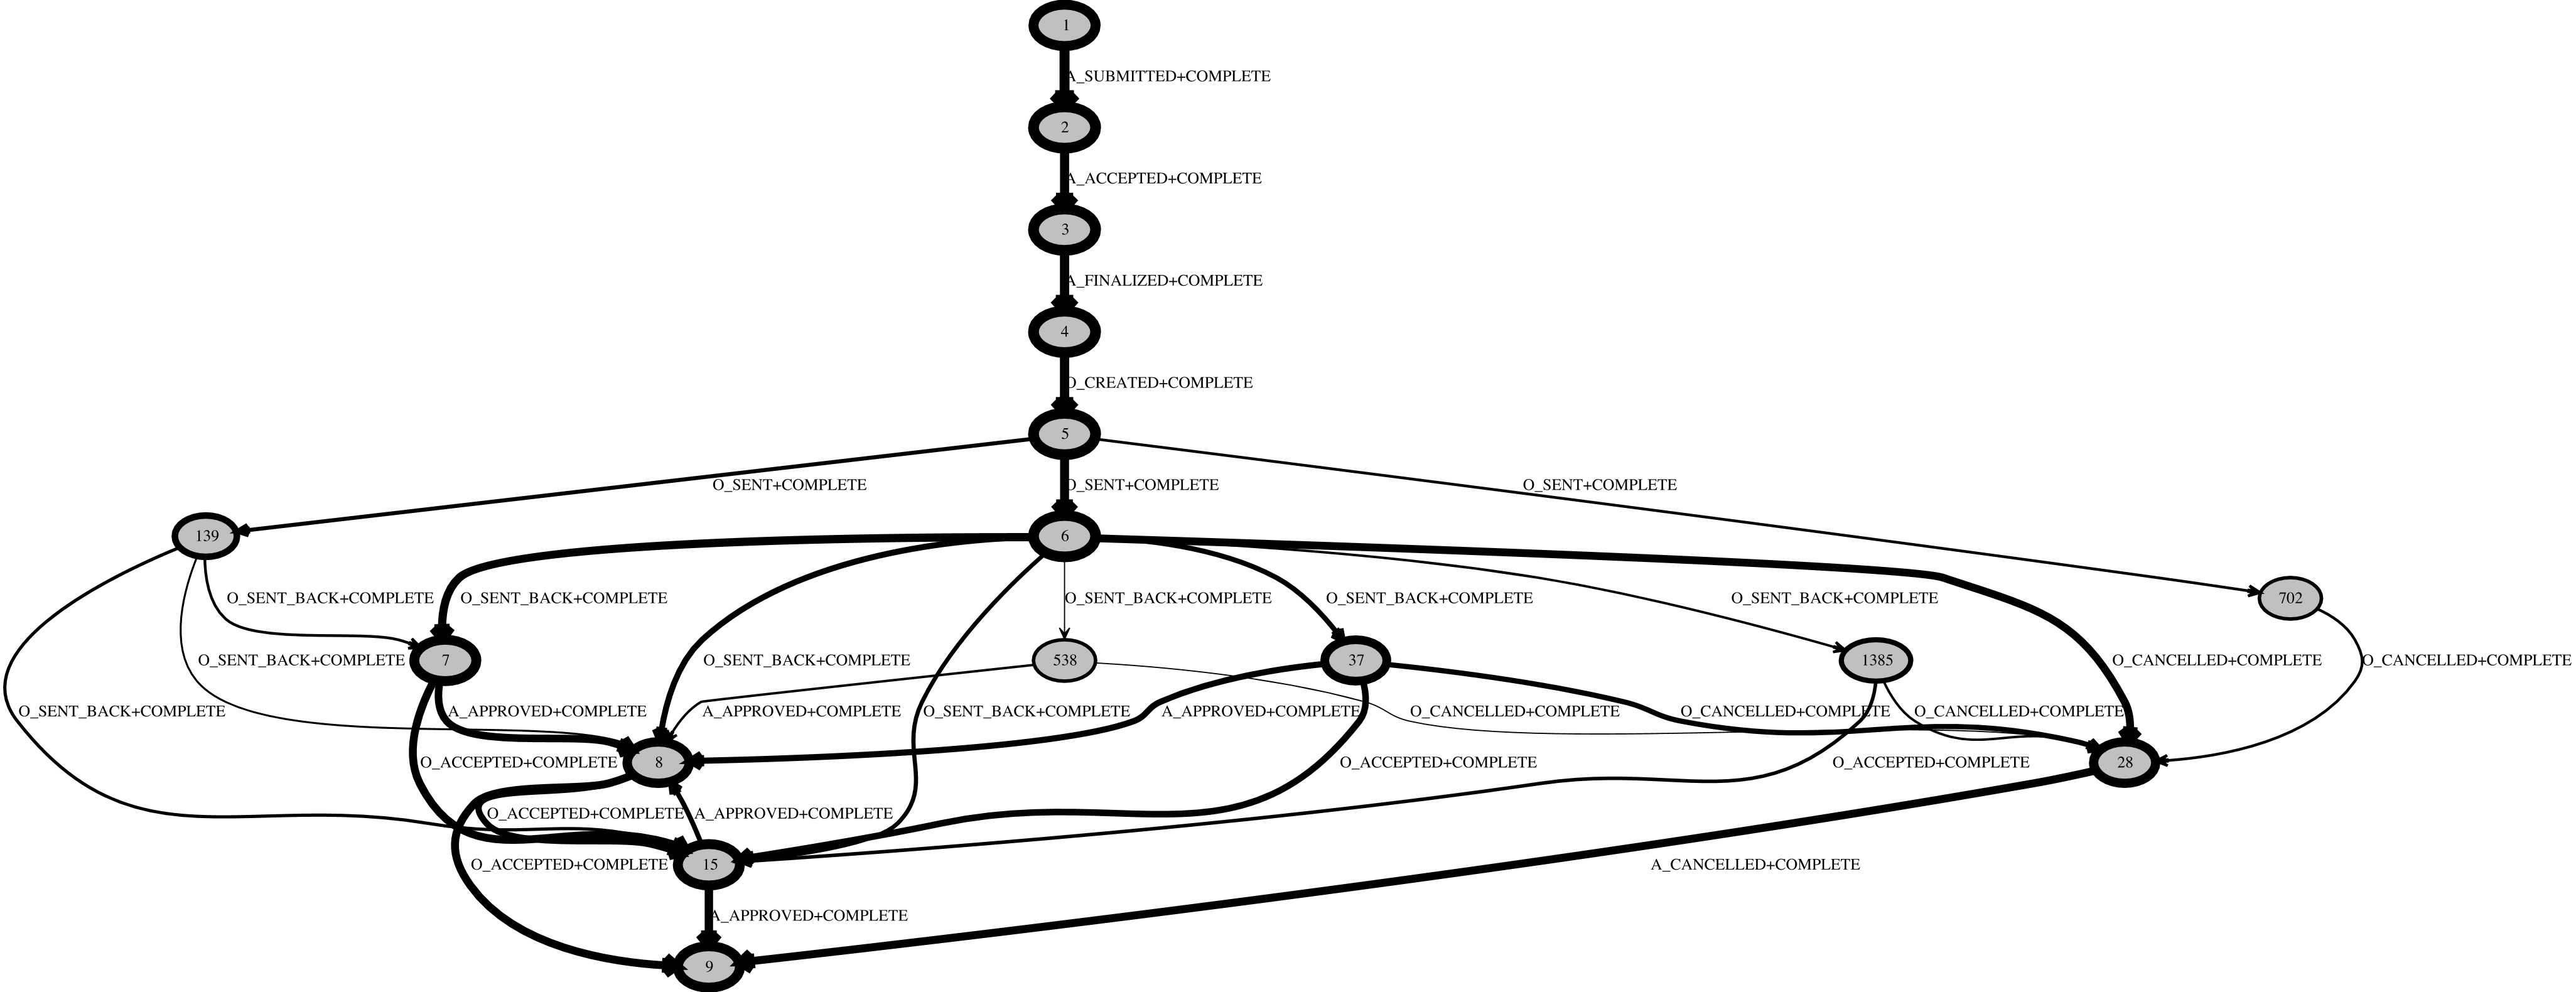 1
A_SUBMITTED+COMPLETE
2
A_ACCEPTED+COMPLETE
3
A_FINALIZED+COMPLETE
4
O_CREATED+COMPLETE
5
O_SENT+COMPLETE
O_SENT+COMPLETE
O_SENT+COMPLETE
139
6
702
O_SENT_BACK+COMPLETE
O_SENT_BACK+COMPLETE
O_SENT_BACK+COMPLETE
O_SENT_BACK+COMPLETE
O_SENT_BACK+COMPLETE
O_SENT_BACK+COMPLETE
7
O_SENT_BACK+COMPLETE
538
37
1385
O_CANCELLED+COMPLETE
O_CANCELLED+COMPLETE
O_SENT_BACK+COMPLETE
A_APPROVED+COMPLETE
A_APPROVED+COMPLETE
O_SENT_BACK+COMPLETE
A_APPROVED+COMPLETE
O_CANCELLED+COMPLETE
O_CANCELLED+COMPLETE
O_CANCELLED+COMPLETE
O_ACCEPTED+COMPLETE
8
O_ACCEPTED+COMPLETE
O_ACCEPTED+COMPLETE
28
O_ACCEPTED+COMPLETE
A_APPROVED+COMPLETE
O_ACCEPTED+COMPLETE
15
A_CANCELLED+COMPLETE
A_APPROVED+COMPLETE
9